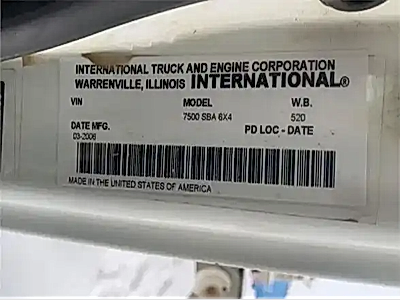 INTERNATIONAL TRUCK AND ENGINE CORPORATION
WARRENVILLE, ILLINOIS INTERNATIONAL®
VIN MODEL W.B.
7500 SBA 6X4 520
DATE MFG. PD LOC - DATE
03-2006
MADE IN THE UNITED STATES OF AMERICA